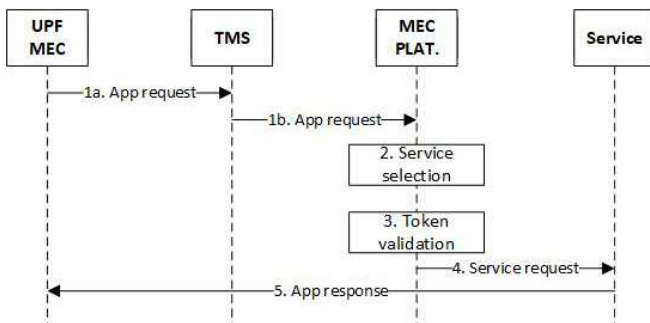 UPF
MEC
TMS
MEC
PLAT.
Service
1a. App request
1b. App request
2. Service
selection
3. Token
validation
4. Service request
5. App response